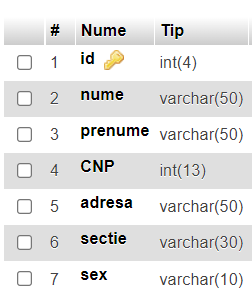 # Nume Tip
1 id int(4)
2 nume varchar(50)
3 prenume varchar(50)
4 CNP int(13)
5 adresa varchar(50)
6 sectie varchar(30)
7 sex varchar(10)